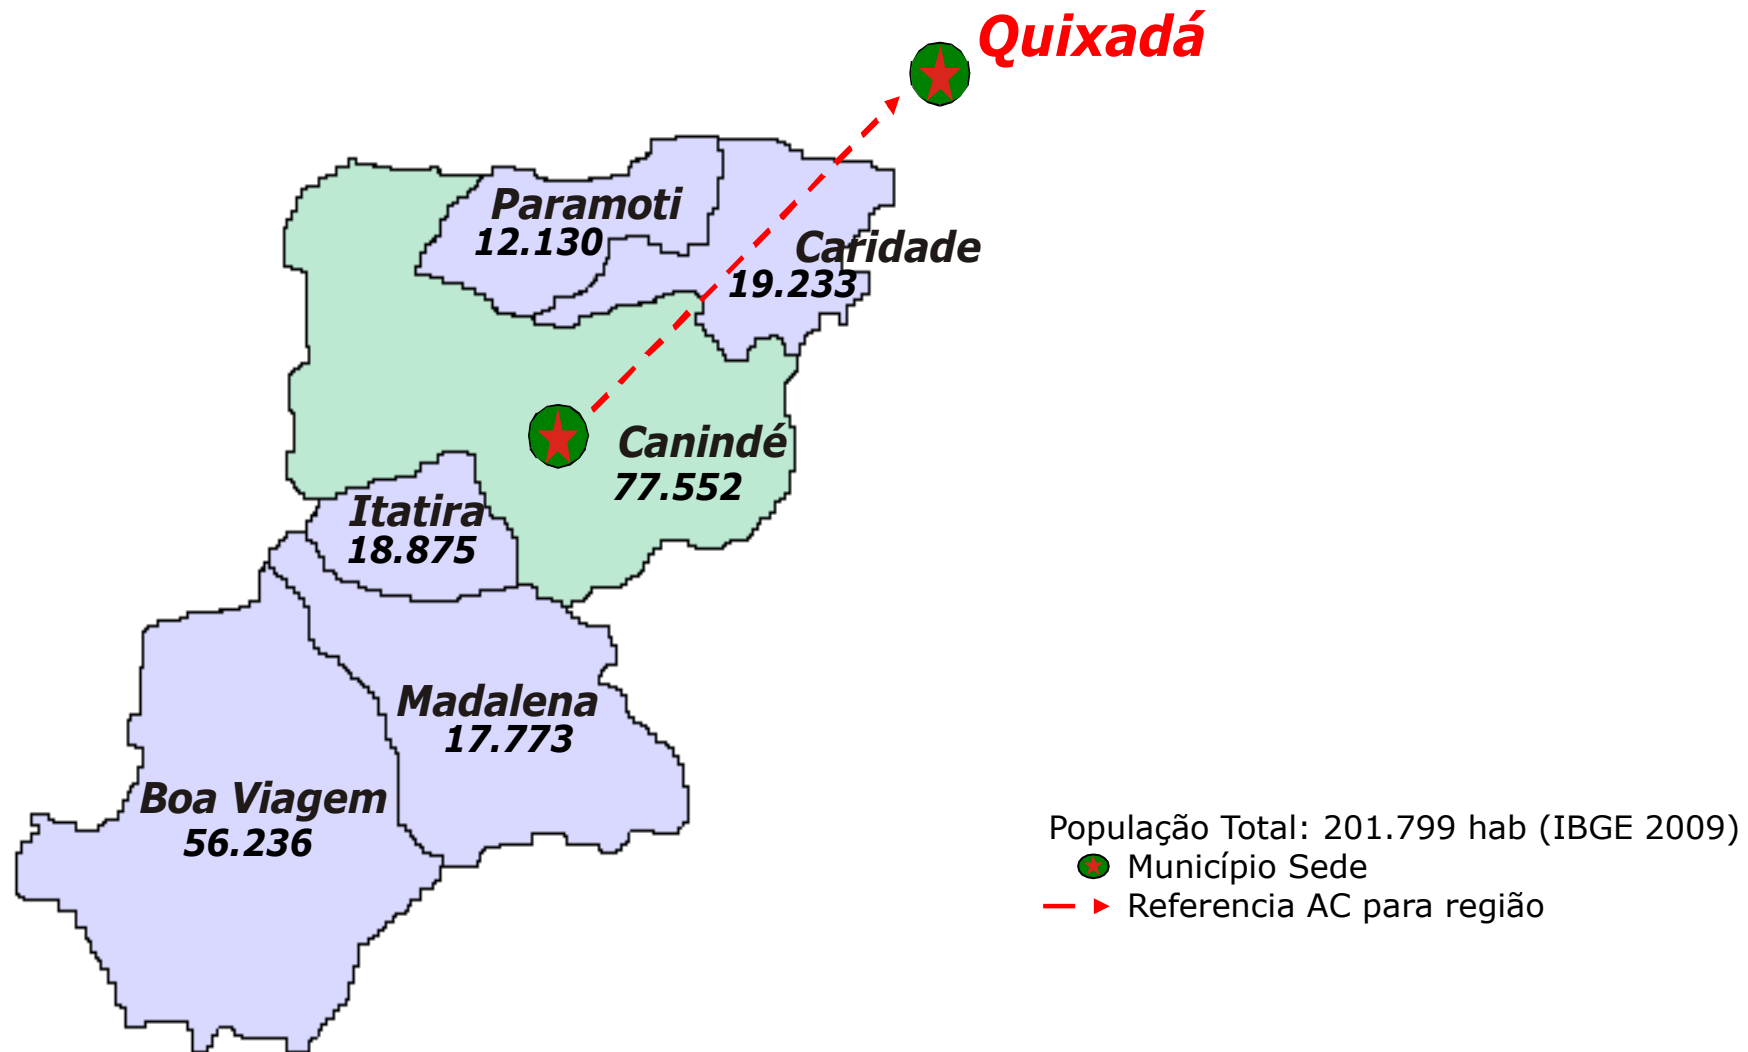 Quixadá
Paramoti
12.130
Caridade
19.233
Canindé
77.552
Itatira
18.875
Madalena
17.773
Boa Viagem
56.236
População Total: 201.799 hab (IBGE 2009)
Município Sede
Referencia AC para região